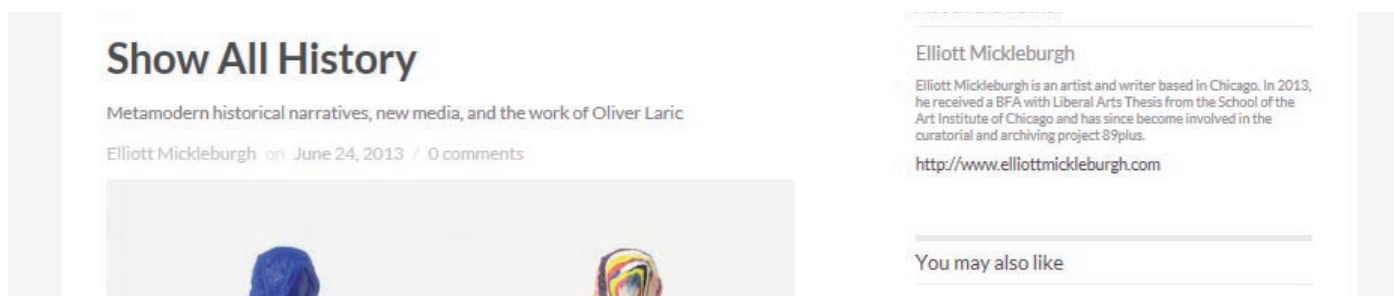 Show All History
Metamodern historical narratives, new media, and the work of Oliver Laric
Elliott Mickleburgh on June 24, 2013 / 0 comments
Elliott Mickleburgh
Elliott Mickleburgh is an artist and writer based in Chicago. In 2013,
he received a BFA with Liberal Arts Thesis from the School of the
Art Institute of Chicago and has since become involved in the
curatorial and archiving project 89plus.
http://www.elliottmickleburgh.com
You may also like